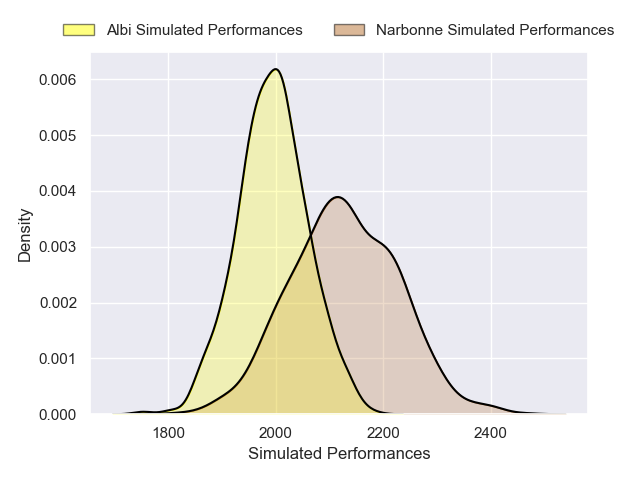 Albi Simulated Performances Narbonne Simulated Performances
0.006
0.005
0.004
0.003
0.002
0.001
0.000
Density
1800 2000 2200 2400
Simulated Performances